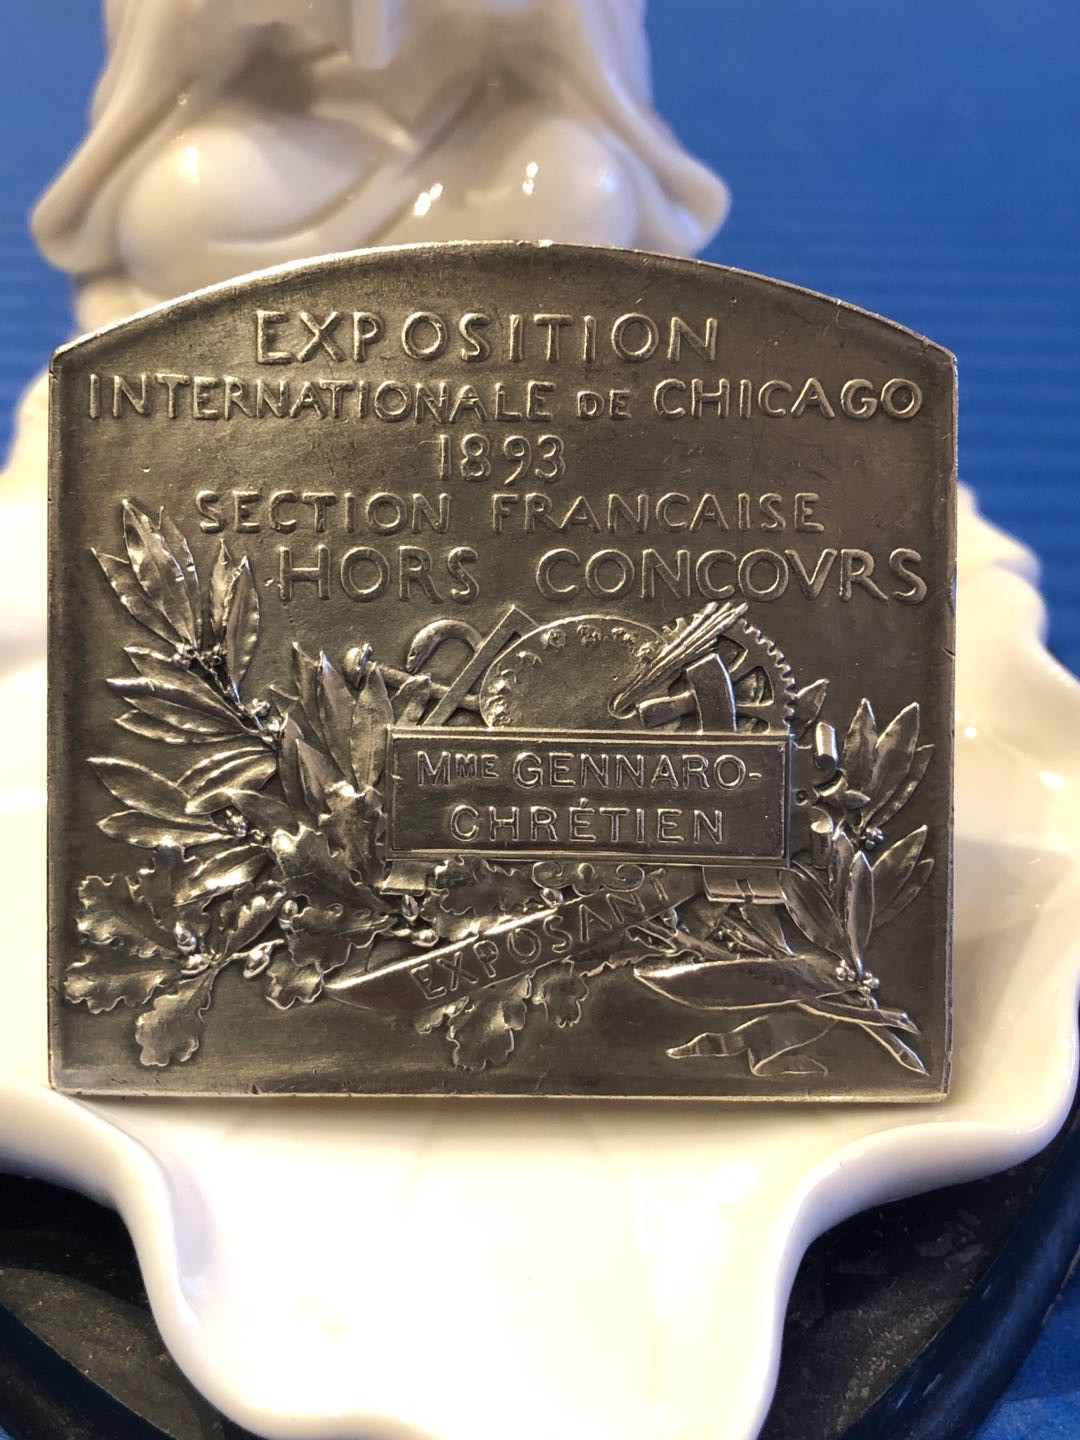 EXPOSITION
INTERNATIONALE DE CHICAGO
1893
SECTION FRANCAISE
HORS CONCOVRS
MME GENNARO-
CHRÉTIEN
EXPOSANT